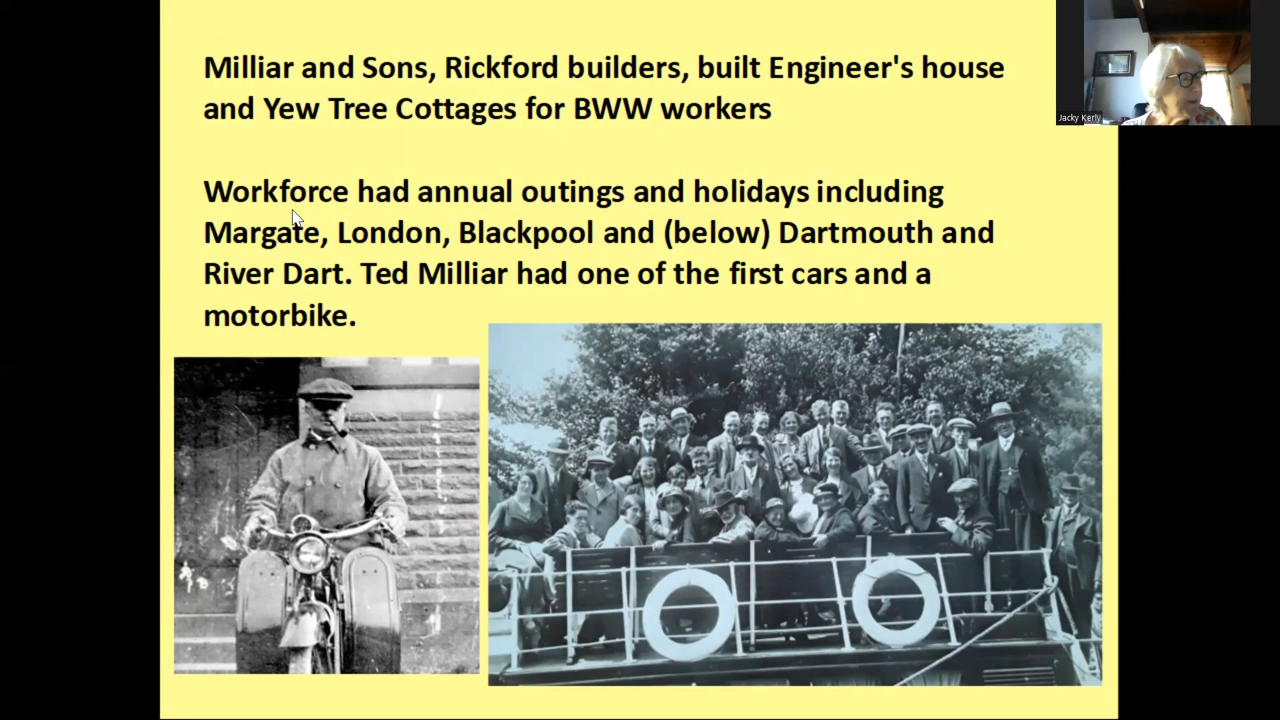 Milliar and Sons, Rickford builders, built Engineer's house
and Yew Tree Cottages for BWW workers
Workforce had annual outings and holidays including
Margate, London, Blackpool and (below) Dartmouth and
River Dart. Ted Milliar had one of the first cars and a
motorbike.
Jacky Kerly